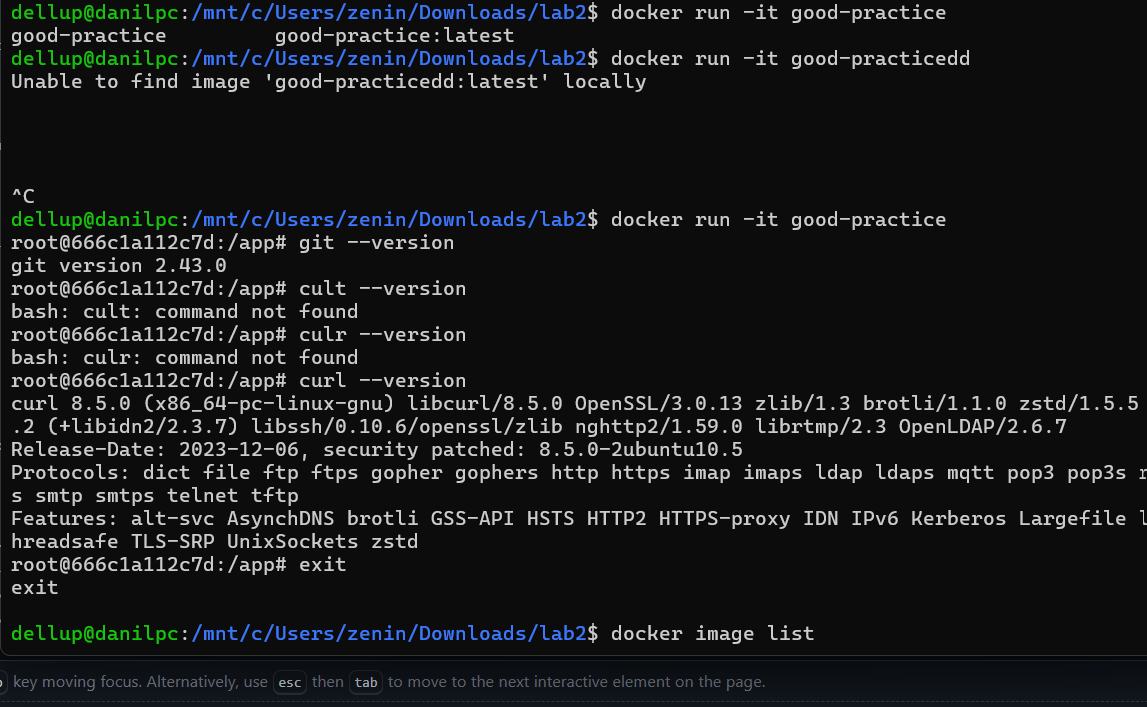 dellup@danilpc:/mnt/c/Users/zenin/Downloads/lab2$ docker run -it good-practice
good-practice         good-practice:latest
dellup@danilpc:/mnt/c/Users/zenin/Downloads/lab2$ docker run -it good-practicedd
Unable to find image 'good-practicedd:latest' locally
^C
dellup@danilpc:/mnt/c/Users/zenin/Downloads/lab2$ docker run -it good-practice
root@666c1a112c7d:/app# git --version
git version 2.43.0
root@666c1a112c7d:/app# cult --version
bash: cult: command not found
root@666c1a112c7d:/app# culr --version
bash: culr: command not found
root@666c1a112c7d:/app# curl --version
curl 8.5.0 (x86_64-pc-linux-gnu) libcurl/8.5.0 OpenSSL/3.0.13 zlib/1.3 brotli/1.1.0 zstd/1.5.5
.2 (+libidn2/2.3.7) libssh/0.10.6/openssl/zlib nghttp2/1.59.0 librtmp/2.3 OpenLDAP/2.6.7
Release-Date: 2023-12-06, security patched: 8.5.0-2ubuntu10.5
Protocols: dict file ftp ftps gopher gophers http https imap imaps ldap ldaps mqtt pop3 pop3s
s smtp smtps telnet tftp
Features: alt-svc AsynchDNS brotli GSS-API HSTS HTTP2 HTTPS-proxy IDN IPv6 Kerberos Largefile
hreadsafe TLS-SRP UnixSockets zstd
root@666c1a112c7d:/app# exit
exit
dellup@danilpc:/mnt/c/Users/zenin/Downloads/lab2$ docker image list
key moving focus. Alternatively, use esc then tab to move to the next interactive element on the page.